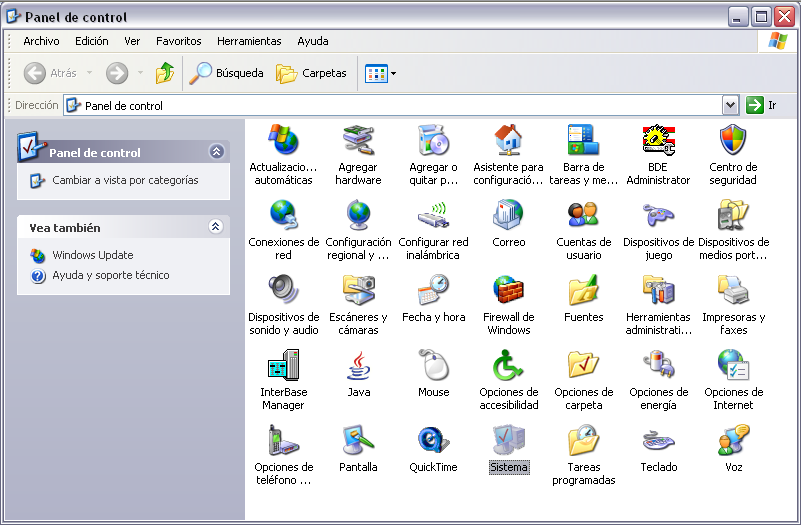 Panel de control
Archivo Edición Ver Favoritos Herramientas Ayuda
Atrás Búsqueda Carpetas
Dirección Panel de control Ir
Panel de control
Cambiar a vista por categorías
Vea también
Windows Update
Ayuda y soporte técnico
Actualizacio...
automáticas
Agregar
hardware
Agregar o
quitar p...
Asistente para
configuració...
Barra de
tareas y me...
BDE
Administrator
Centro de
seguridad
Conexiones de
red
Configuración
regional y ...
Configurar red
inalámbrica
Correo
Cuentas de
usuario
Dispositivos de
juego
Dispositivos de
medios port...
Dispositivos de
sonido y audio
Escáneres y
cámaras
Fecha y hora
Firewall de
Windows
Fuentes
Herramientas
administrati...
Impresoras y
faxes
InterBase
Manager
Java
Mouse
Opciones de
accesibilidad
Opciones de
carpeta
Opciones de
energía
Opciones de
Internet
Opciones de
teléfono ...
Pantalla
QuickTime
Sistema
Tareas
programadas
Teclado
Voz